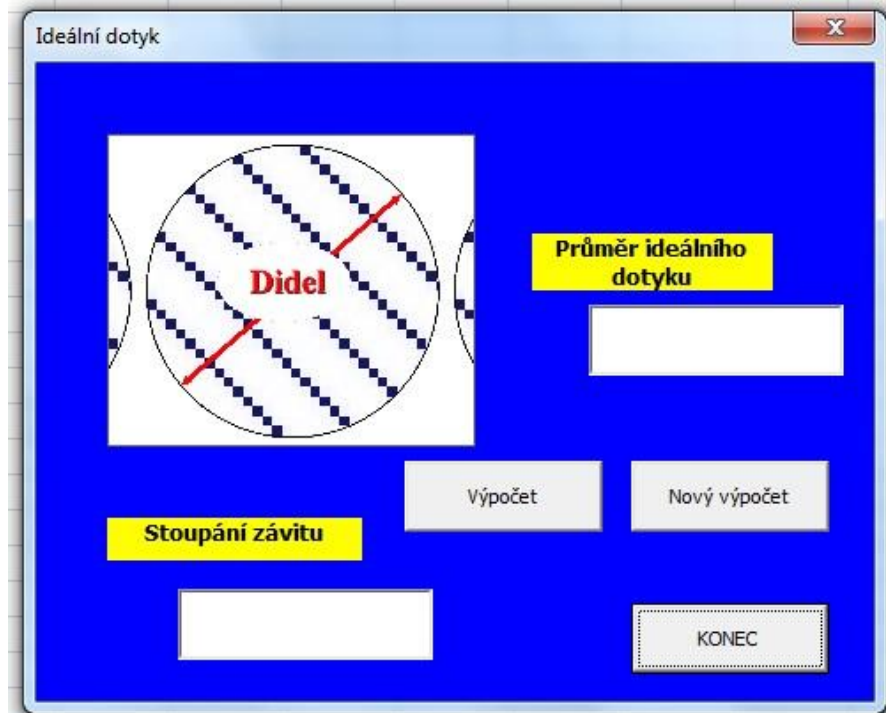 Ideální dotyk
Didel
Průměr ideálního
dotyku
Výpočet
Nový výpočet
Stoupání závitu
KONEC